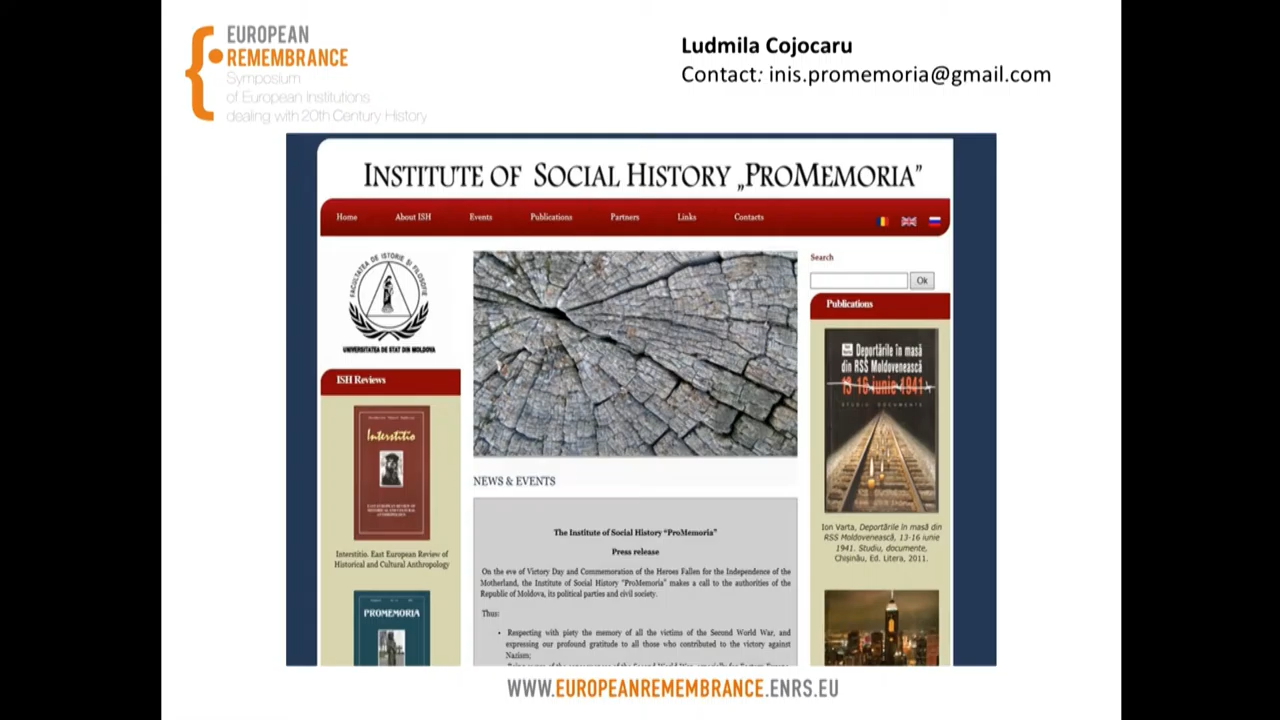 EUROPEAN
REMEMBRANCE
Symposium
of European Institutions
dealing with 20th Century History
Ludmila Cojocaru
Contact: inis.promemoria@gmail.com
INSTITUTE OF SOCIAL HISTORY „PROMEMORIA”
Home About ISH Events Publications Partners Links Contacts
FACULTATEA DE ISTORIE ŞI FILOSOFIE
UNIVERSITATEA DE STAT DIN MOLDOVA
ISH Reviews
Interstitio
Interstitio. East European Review of
Historical and Cultural Anthropology
PROMEMORIA
NEWS & EVENTS
The Institute of Social History “ProMemoria”
Press release
On the eve of Victory Day and Commemoration of the Heroes Fallen for the Independence of the
Motherland, the Institute of Social History “ProMemoria” makes a call to the authorities of the
Republic of Moldova, its political parties and civil society.
Thus:
• Respecting with piety the memory of all the victims of the Second World War, and
expressing our profound gratitude to all those who contributed to the victory against
Nazism;
Search
Ok
Publications
Deportările în masă
din RSS Moldovenească
13-16 iunie 1941
STUDIU DOCUMENTE
Ion Varta, Deportările în masă din
RSS Moldovenească, 13-16 iunie
1941. Studiu, documente,
Chişinău, Ed. Litera, 2011.
WWW.EUROPEANREMEMBRANCE.ENRS.EU